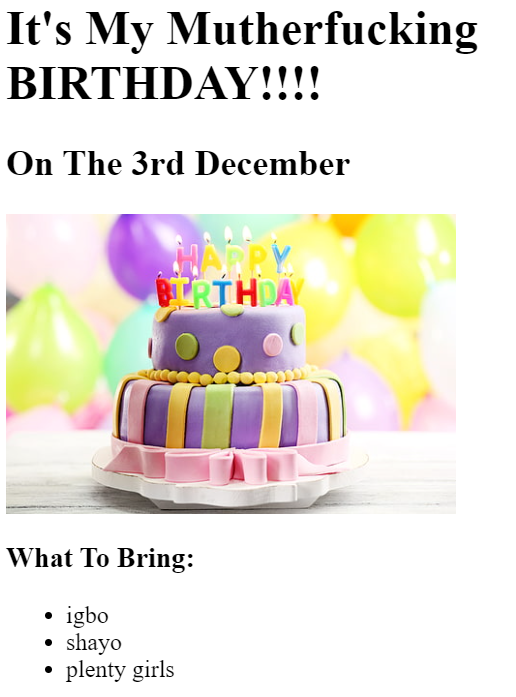 It's My Mutherfucking
BIRTHDAY!!!!
On The 3rd December
HAPPY
BIRTHDAY
What To Bring:
igbo
shayo
plenty girls